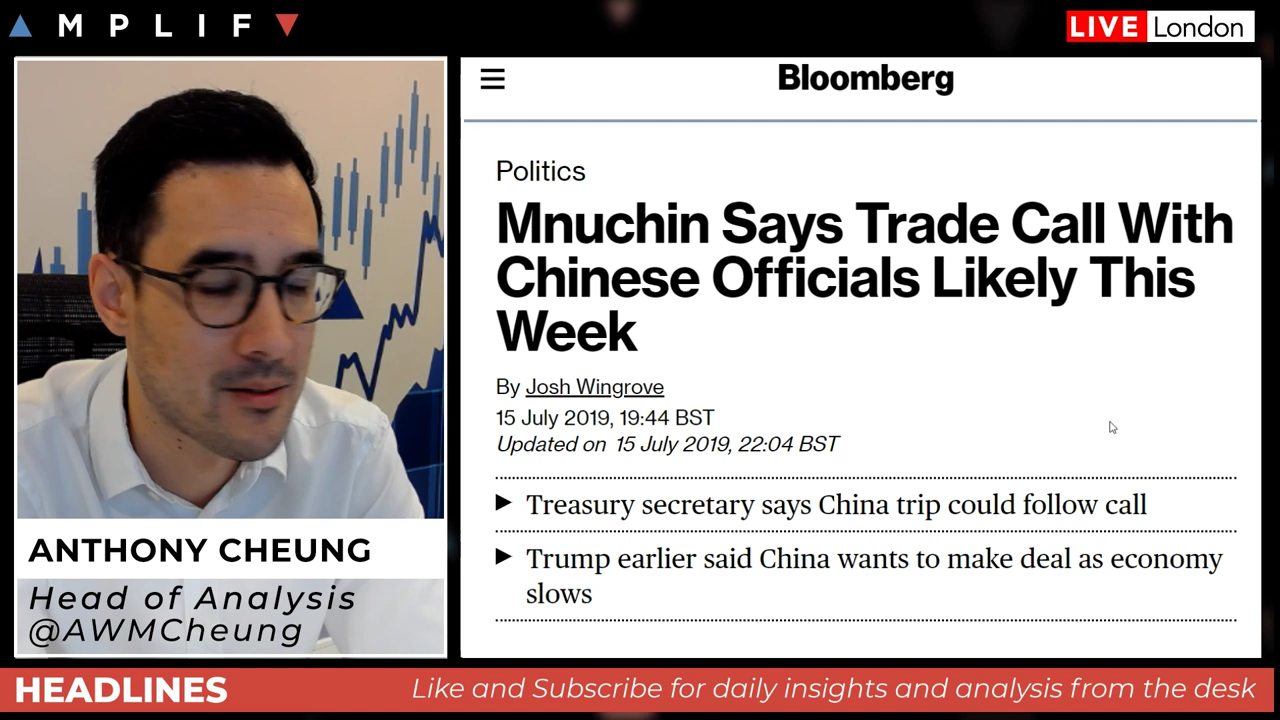 ▲ M P L I F ▼
LIVE London
ANTHONY CHEUNG
Head of Analysis
@AWMCheung
Bloomberg
Politics
Mnuchin Says Trade Call With
Chinese Officials Likely This
Week
By Josh Wingrove
15 July 2019, 19:44 BST
Updated on 15 July 2019, 22:04 BST
Treasury secretary says China trip could follow call
Trump earlier said China wants to make deal as economy
slows
HEADLINES
Like and Subscribe for daily insights and analysis from the desk